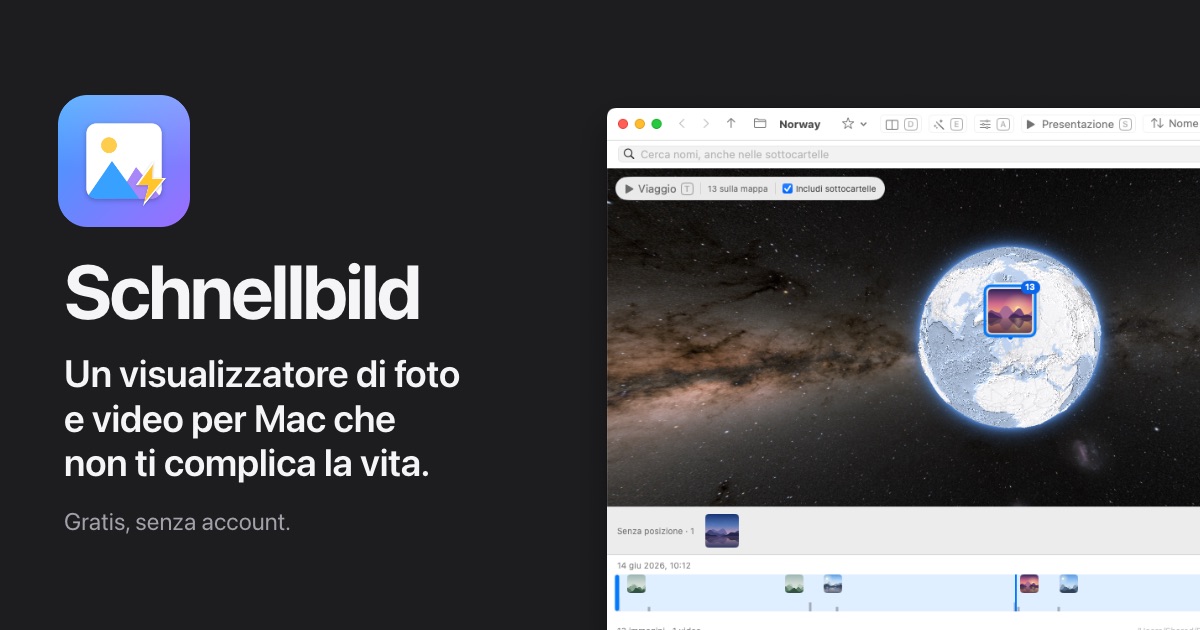 Schnellbild
Un visualizzatore di foto
e video per Mac che
non ti complica la vita.
Gratis, senza account.
Norway
D
E
A
Presentazione S
Nome
Cerca nomi, anche nelle sottocartelle
Viaggio T 13 sulla mappa Includi sottocartelle
13
Senza posizione · 1
14 giu 2026, 10:12